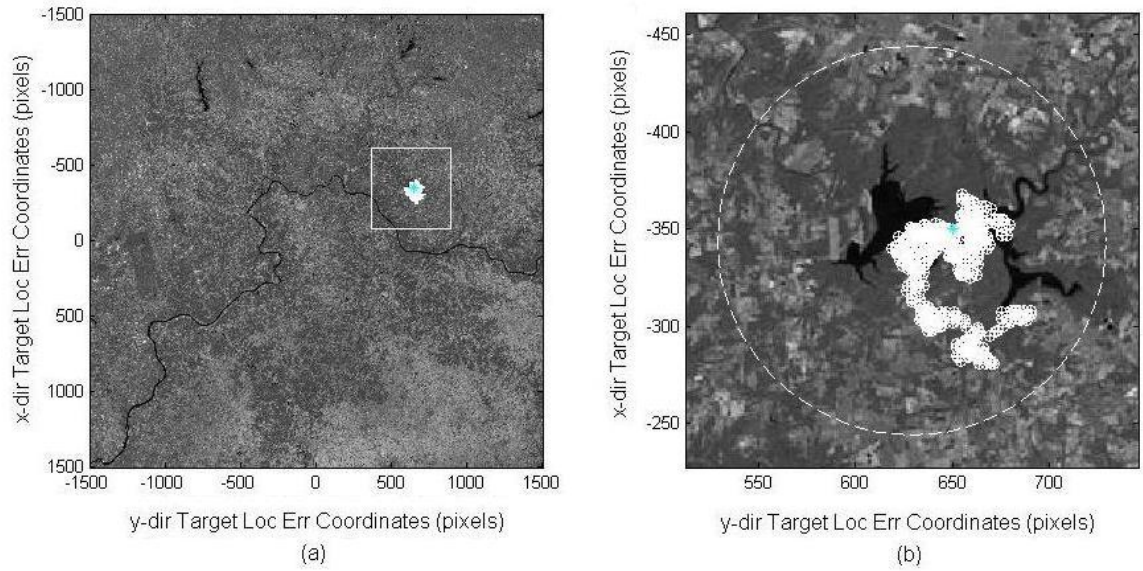 -1500
-1000
-500
0
500
1000
1500
-1500 -1000 -500 0 500 1000 1500
x-dir Target Loc Err Coordinates (pixels)
y-dir Target Loc Err Coordinates (pixels)
(a)
-450
-400
-350
-300
-250
550 600 650 700
x-dir Target Loc Err Coordinates (pixels)
y-dir Target Loc Err Coordinates (pixels)
(b)